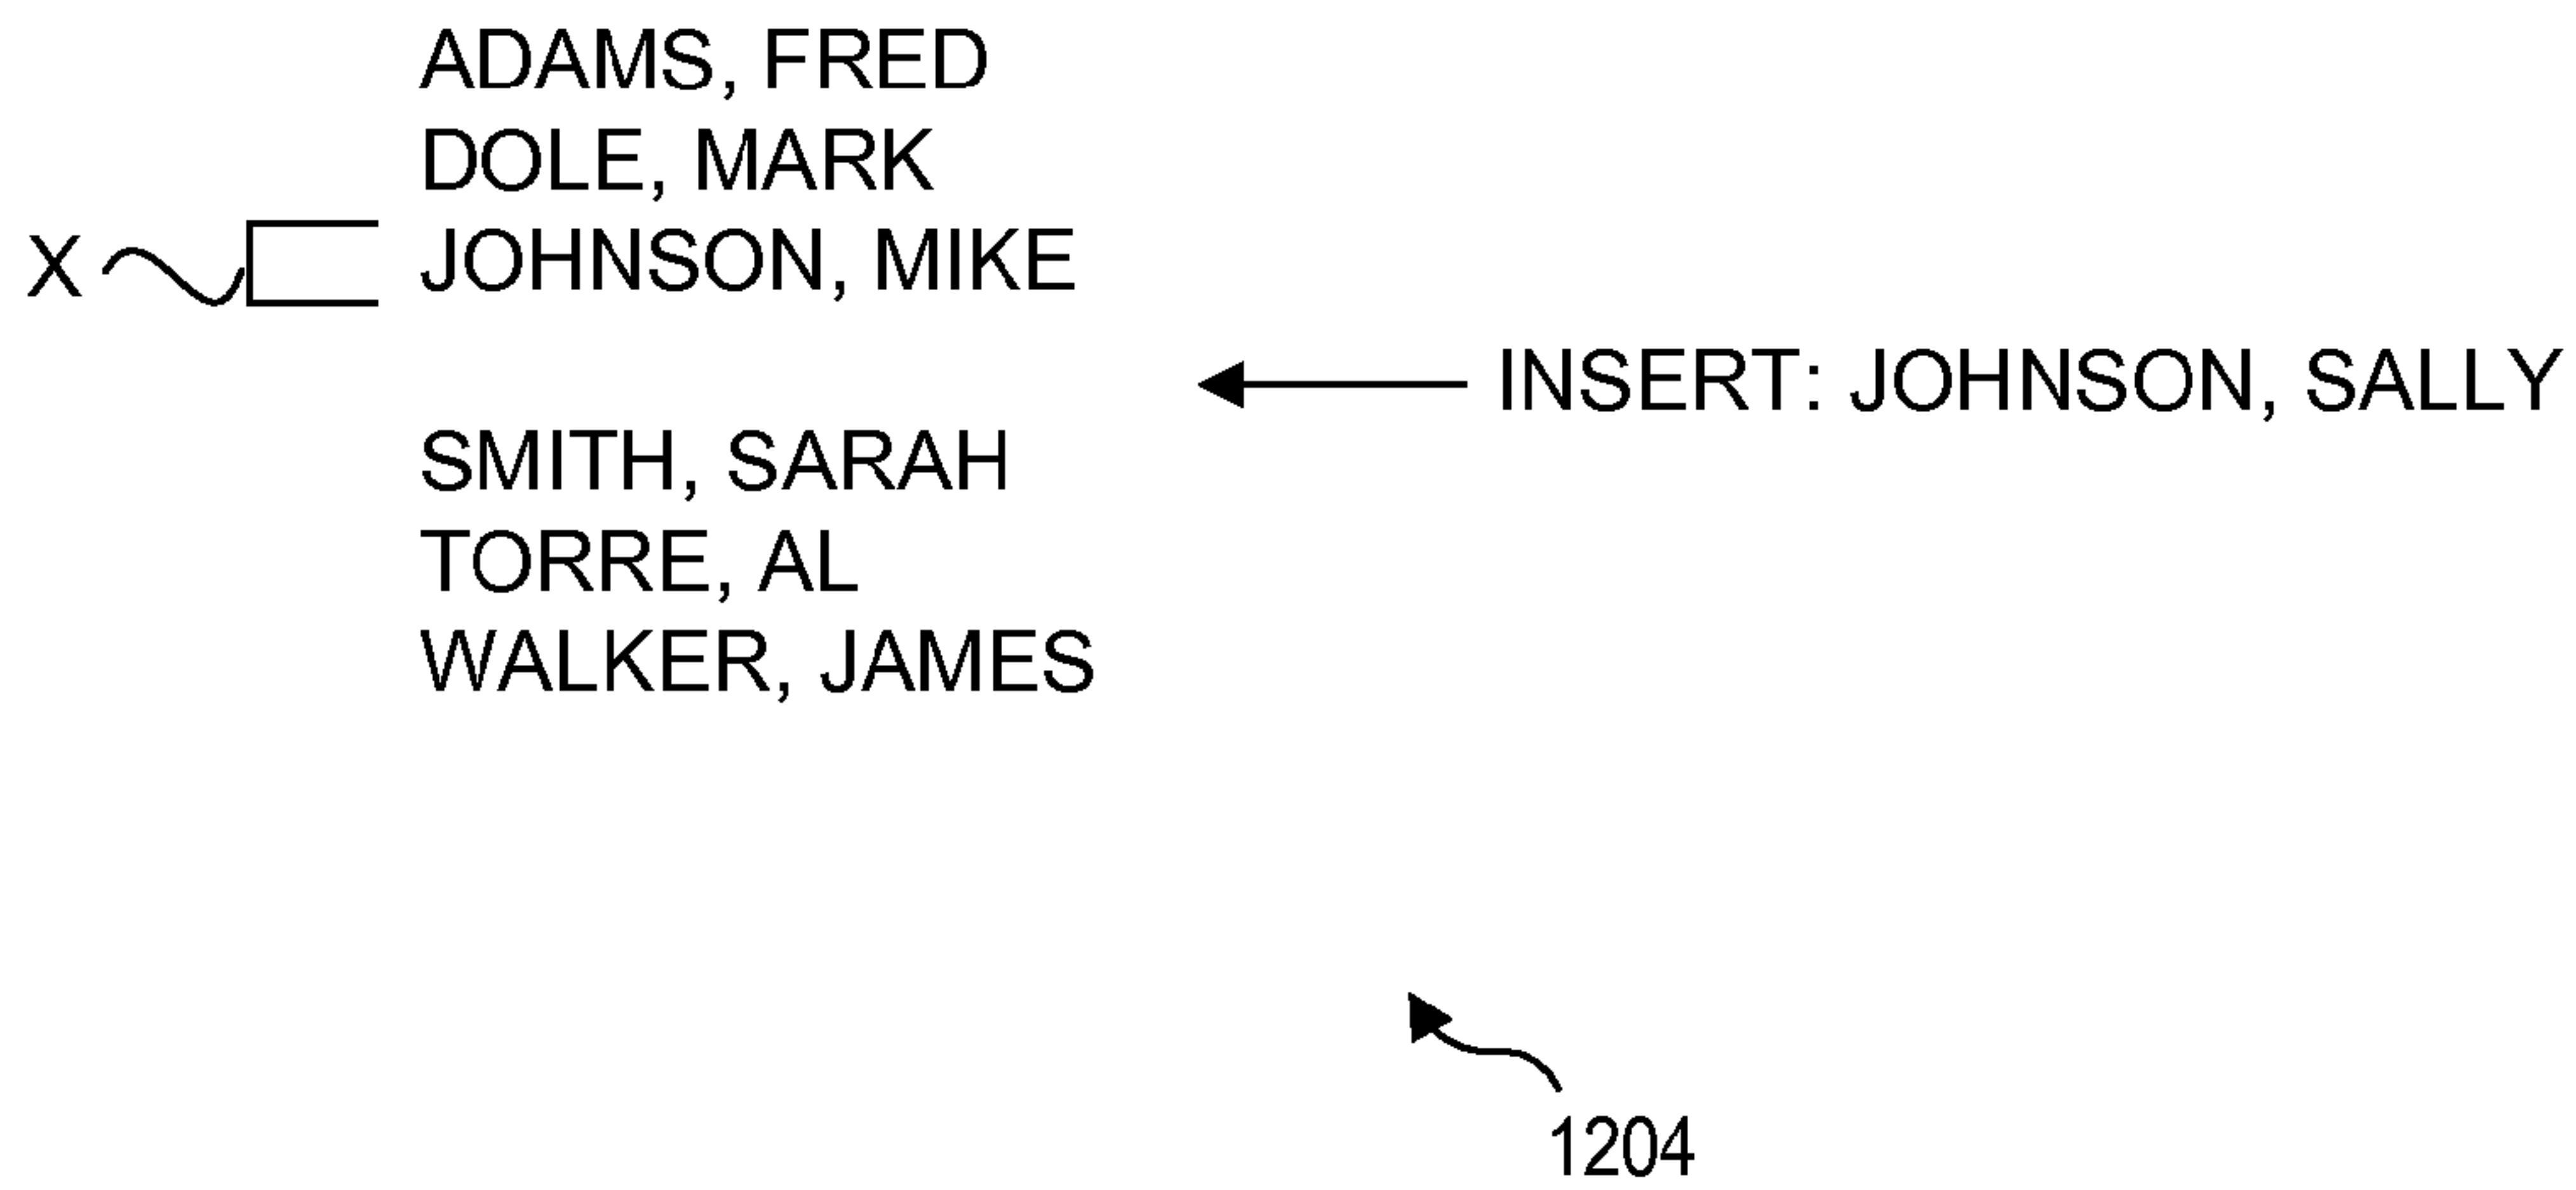 ADAMS, FRED
DOLE, MARK
X JOHNSON, MIKE
INSERT: JOHNSON, SALLY
SMITH, SARAH
TORRE, AL
WALKER, JAMES
1204